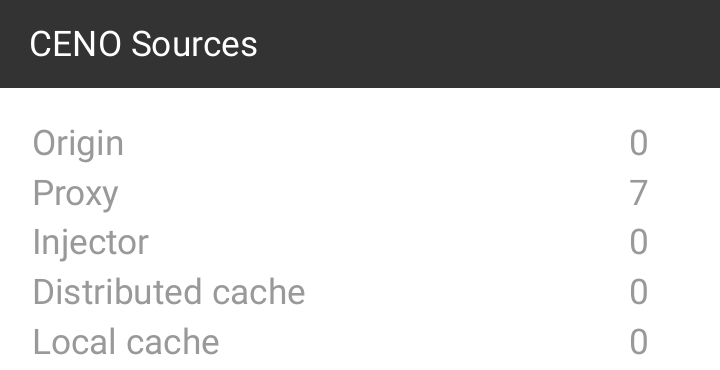 CENO Sources
Origin 0
Proxy 7
Injector 0
Distributed cache 0
Local cache 0